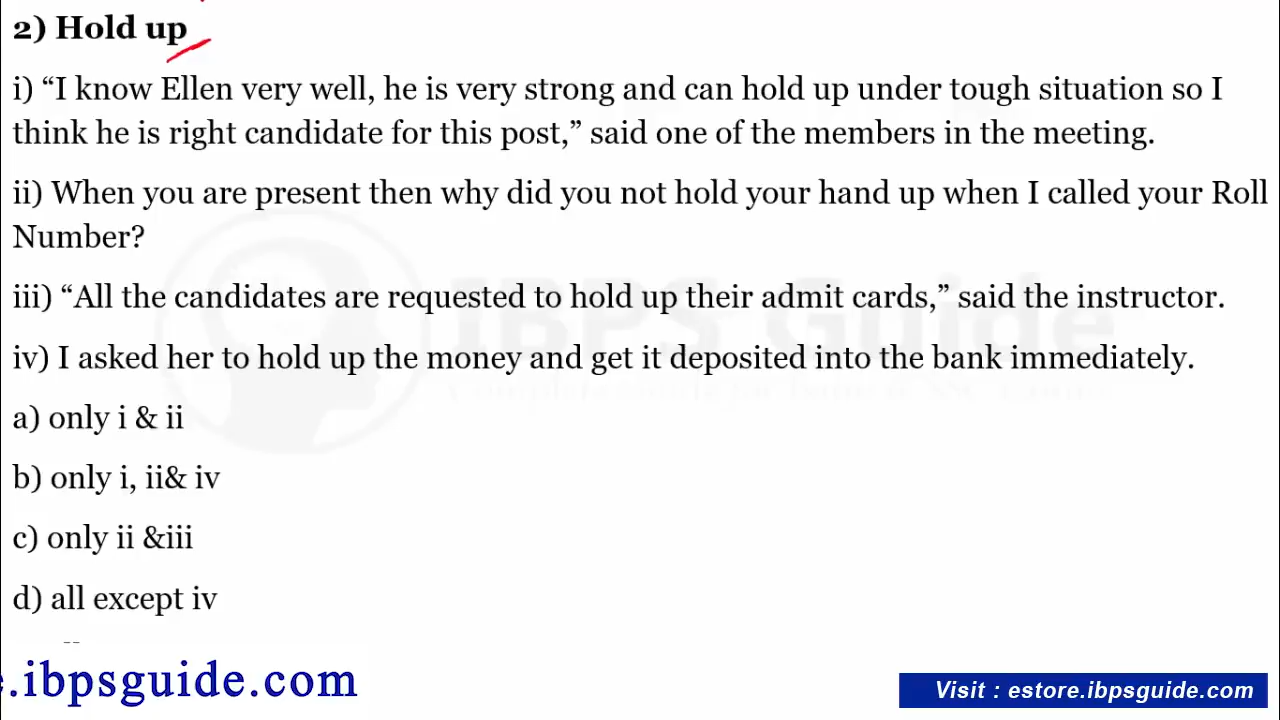 2) Hold up
i) “I know Ellen very well, he is very strong and can hold up under tough situation so I
think he is right candidate for this post,” said one of the members in the meeting.
ii) When you are present then why did you not hold your hand up when I called your Roll
Number?
iii) “All the candidates are requested to hold up their admit cards,” said the instructor.
iv) I asked her to hold up the money and get it deposited into the bank immediately.
a) only i & ii
b) only i, ii& iv
c) only ii &iii
d) all except iv
e.ibpsguide.com
Visit : estore.ibpsguide.com
IBPS Guide